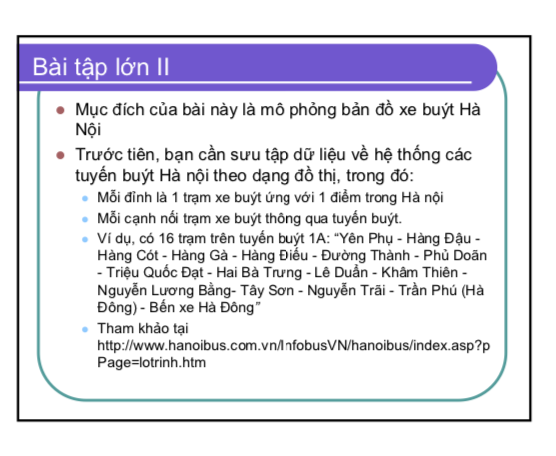 Bài tập lớn II
Mục đích của bài này là mô phỏng bản đồ xe buýt Hà
Nội
Trước tiên, bạn cần sưu tập dữ liệu về hệ thống các
tuyến buýt Hà nội theo dạng đồ thị, trong đó:
Mỗi đỉnh là 1 trạm xe buýt ứng với 1 điểm trong Hà nội
Mỗi cạnh nối trạm xe buýt thông qua tuyến buýt.
Ví dụ, có 16 trạm trên tuyến buýt 1A: “Yên Phụ - Hàng Đậu -
Hàng Cót - Hàng Gà - Hàng Điếu - Đường Thành - Phủ Doãn
- Triệu Quốc Đạt - Hai Bà Trưng - Lê Duẩn - Khâm Thiên -
Nguyễn Lương Bằng- Tây Sơn - Nguyễn Trãi - Trần Phú (Hà
Đông) - Bến xe Hà Đông”
Tham khảo tại
http://www.hanoibus.com.vn/InfobusVN/hanoibus/index.asp?p
Page=lotrinh.htm